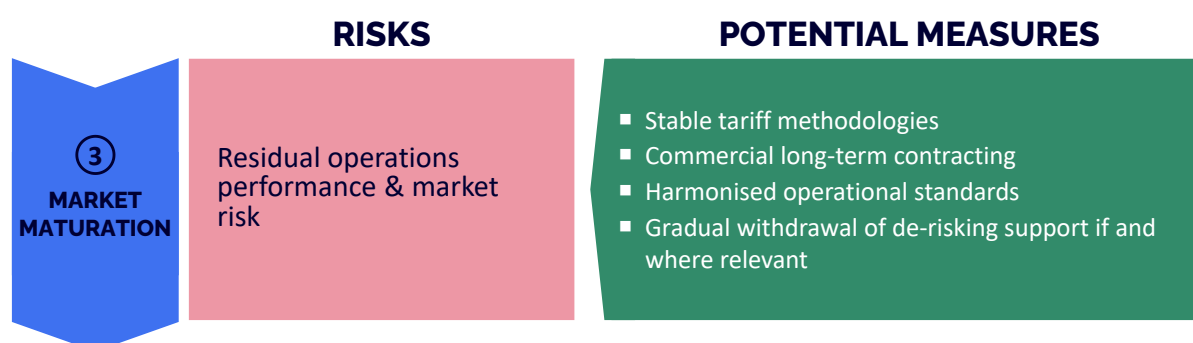 RISKS
POTENTIAL MEASURES
3
MARKET
MATURATION
Residual operations
performance & market
risk
▪ Stable tariff methodologies
▪ Commercial long-term contracting
▪ Harmonised operational standards
▪ Gradual withdrawal of de-risking support if and
where relevant